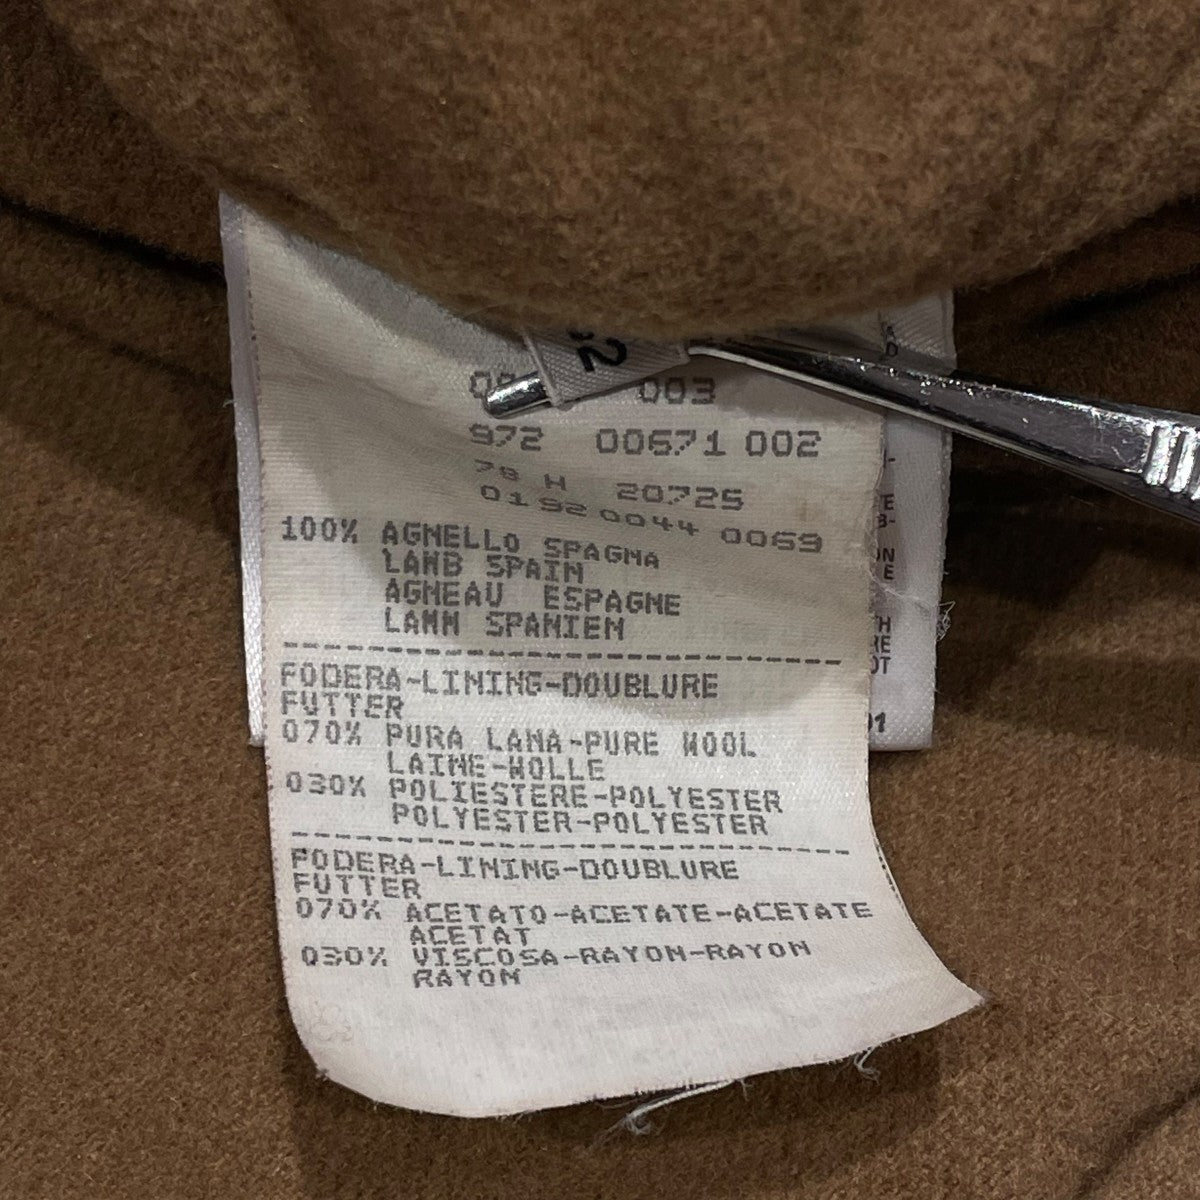 52
003
972 00671 002
78 H 20725
0192 0044 0069
100% AGNELLO SPAGNA
LAMB SPAIN
AGNEAU ESPAGNE
LAMM SPANIEN
FODERA-LINING-DOUBLURE
FUTTER
070% PURA LANA-PURE WOOL
LAINE-WOLLE
030% POLIESTERE-POLYESTER
POLYESTER-POLYESTER
FODERA-LINING-DOUBLURE
FUTTER
070% ACETATO-ACETATE-ACETATE
ACETAT
030% VISCOSA-RAYON-RAYON
RAYON